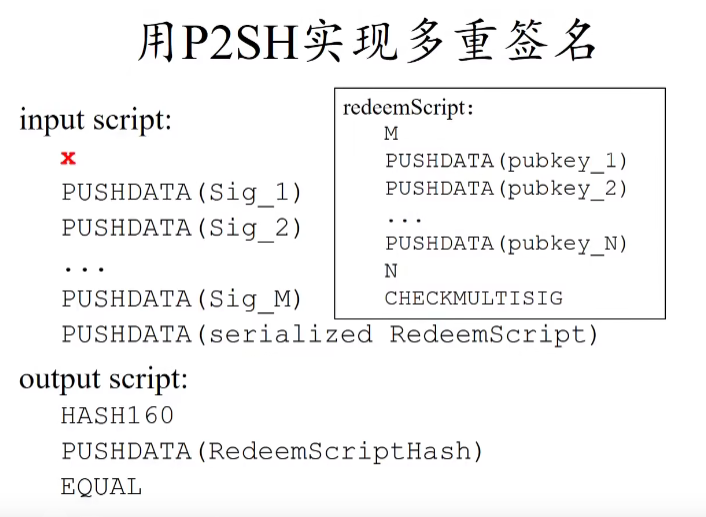 用P2SH实现多重签名
input script:
x
PUSHDATA(Sig_1)
PUSHDATA(Sig_2)
...
PUSHDATA(Sig_M)
PUSHDATA(serialized RedeemScript)
redeemScript:
M
PUSHDATA(pubkey_1)
PUSHDATA(pubkey_2)
...
PUSHDATA(pubkey_N)
N
CHECKMULTISIG
output script:
HASH160
PUSHDATA(RedeemScriptHash)
EQUAL